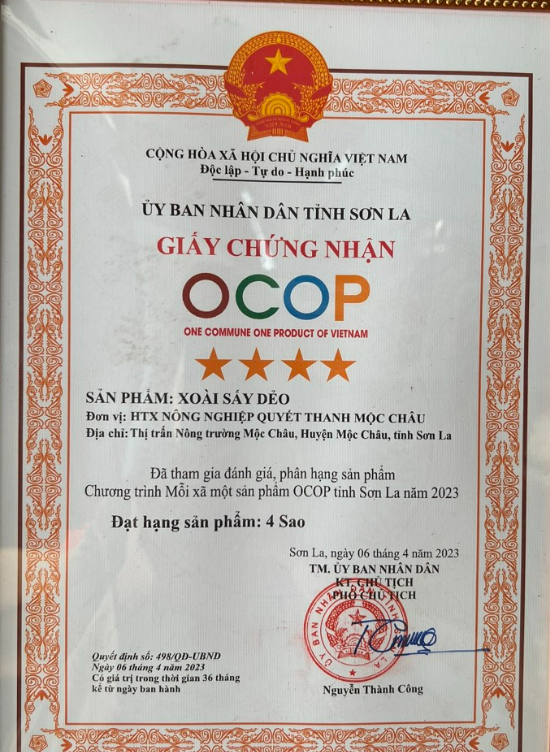 CỘNG HÒA XÃ HỘI CHỦ NGHĨA VIỆT NAM
Độc lập - Tự do - Hạnh phúc
ỦY BAN NHÂN DÂN TỈNH SƠN LA
GIẤY CHỨNG NHẬN
OCOP
ONE COMMUNE ONE PRODUCT OF VIETNAM
SẢN PHẨM: XOÀI SẤY DẺO
Đơn vị: HTX NÔNG NGHIỆP QUYẾT THANH MỘC CHÂU
Địa chỉ: Thị trấn Nông trường Mộc Châu, Huyện Mộc Châu, tỉnh Sơn La
Đã tham gia đánh giá, phân hạng sản phẩm
Chương trình Mỗi xã một sản phẩm OCOP tỉnh Sơn La năm 2023
Đạt hạng sản phẩm: 4 Sao
Sơn La, ngày 06 tháng 4 năm 2023
TM. ỦY BAN NHÂN DÂN
KT. CHỦ TỊCH
PHÓ CHỦ TỊCH
Nguyễn Thành Công
Quyết định số: 498/QĐ-UBND
Ngày 06 tháng 4 năm 2023
Có giá trị trong thời gian 36 tháng
kể từ ngày ban hành